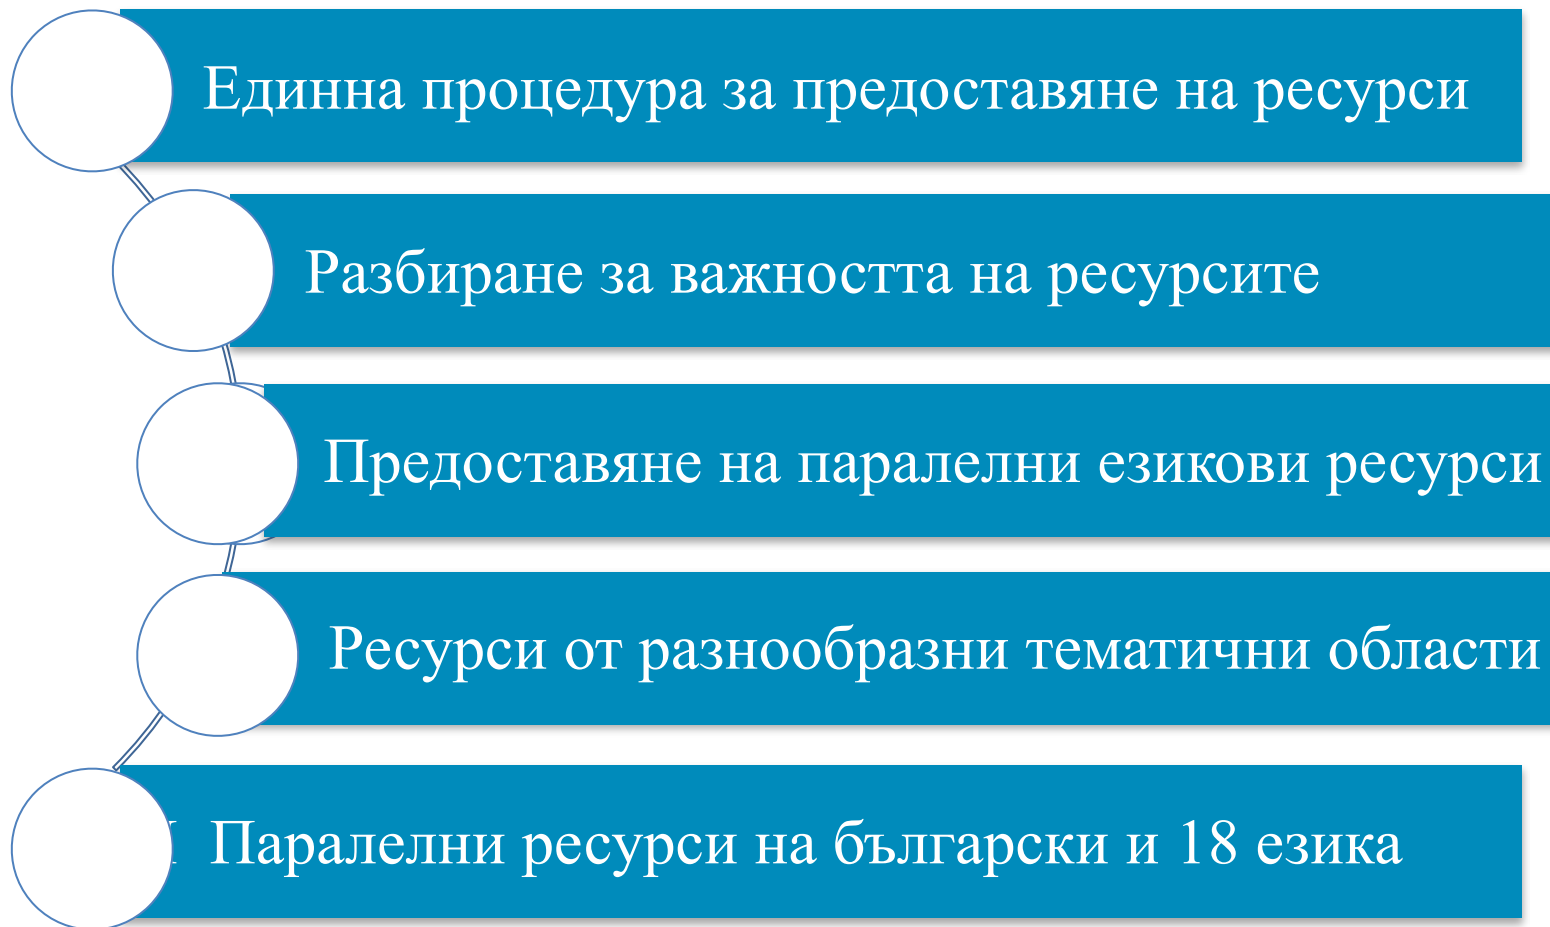 Единна процедура за предоставяне на ресурси
Разбиране за важността на ресурсите
Предоставяне на паралелни езикови ресурси
Ресурси от разнообразни тематични области
Паралелни ресурси на български и 18 езика